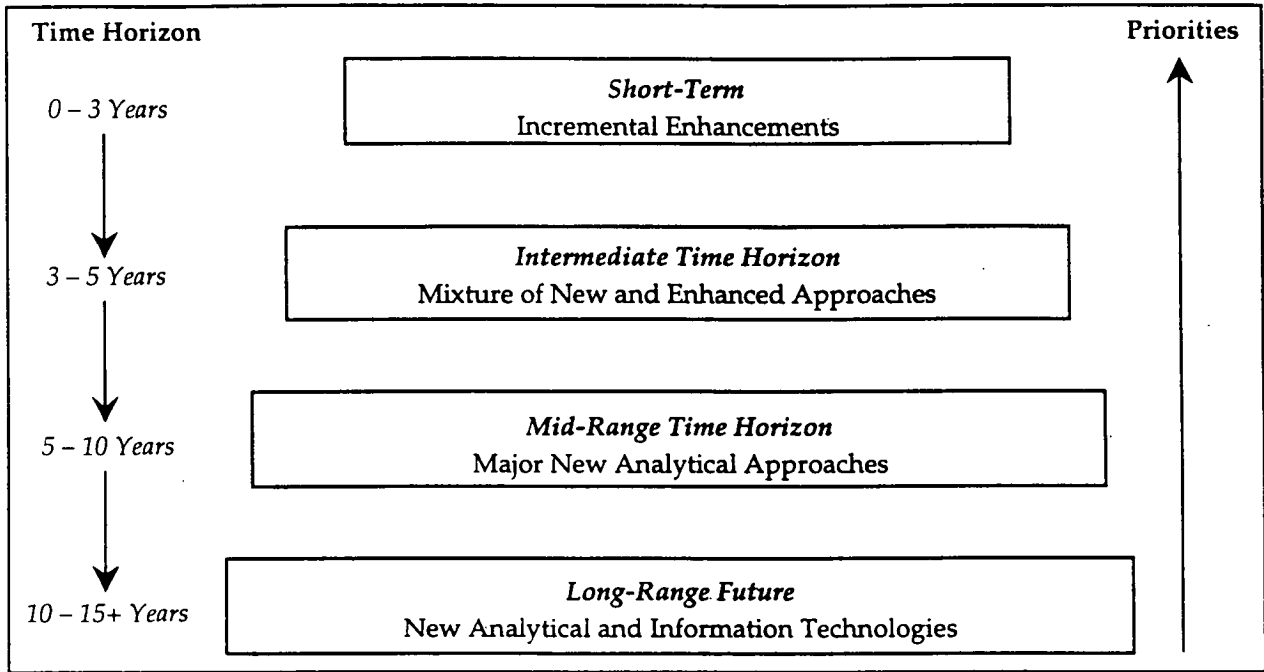 Time Horizon
Priorities
0 – 3 Years
Short-Term
Incremental Enhancements
3 – 5 Years
Intermediate Time Horizon
Mixture of New and Enhanced Approaches
5 – 10 Years
Mid-Range Time Horizon
Major New Analytical Approaches
10 – 15+ Years
Long-Range Future
New Analytical and Information Technologies